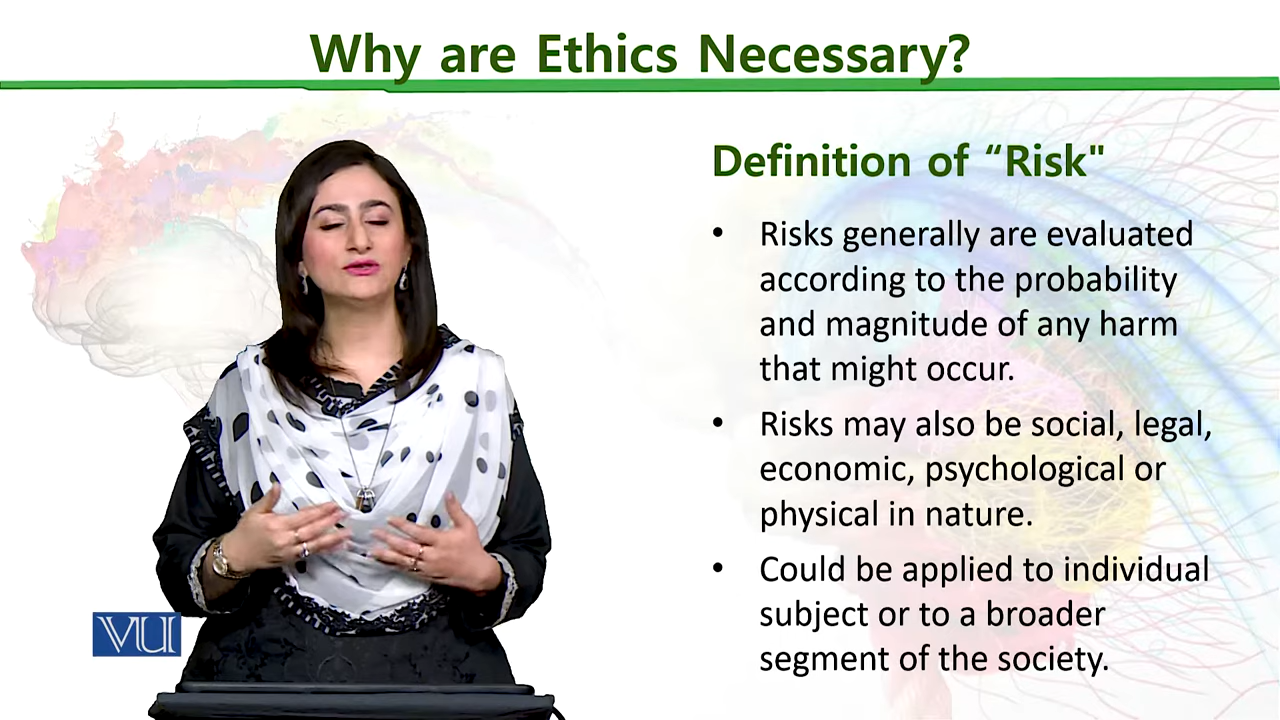 Why are Ethics Necessary?
Definition of “Risk"
• Risks generally are evaluated
according to the probability
and magnitude of any harm
that might occur.
• Risks may also be social, legal,
economic, psychological or
physical in nature.
• Could be applied to individual
subject or to a broader
segment of the society.
VU